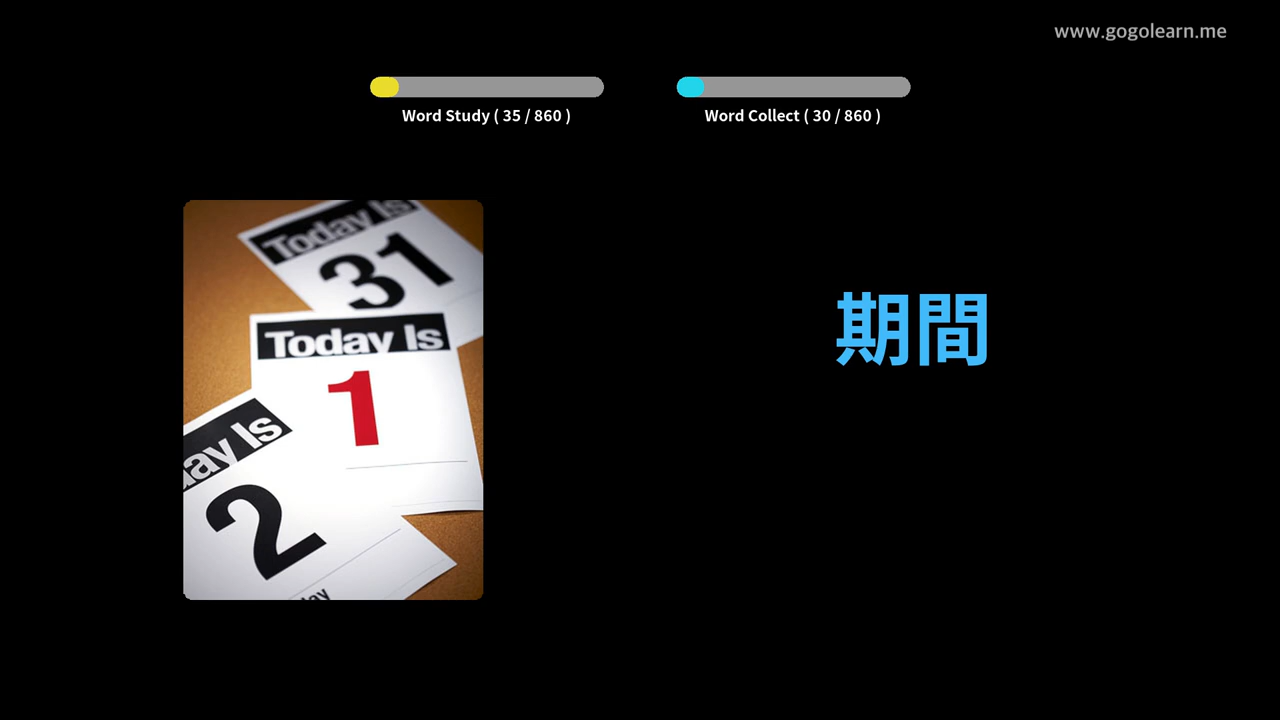 www.gogolearn.me
Word Study ( 35 / 860 )
Word Collect ( 30 / 860 )
Today Is
31
Today Is
1
ay Is
2
期間